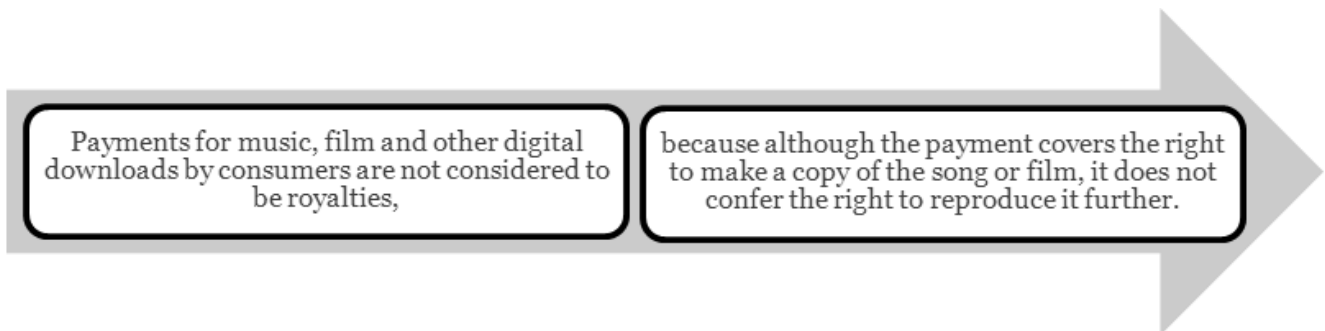 Payments for music, film and other digital
downloads by consumers are not considered to
be royalties,
because although the payment covers the right
to make a copy of the song or film, it does not
confer the right to reproduce it further.